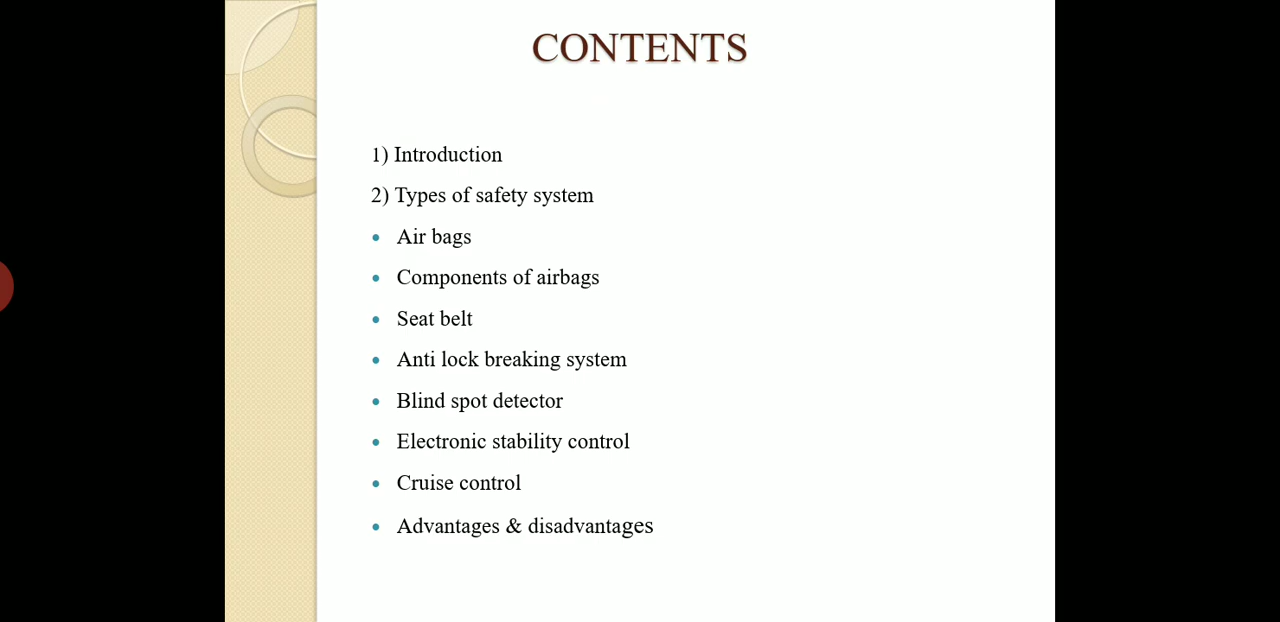 CONTENTS
1) Introduction
2) Types of safety system
• Air bags
• Components of airbags
• Seat belt
• Anti lock breaking system
• Blind spot detector
• Electronic stability control
• Cruise control
• Advantages & disadvantages